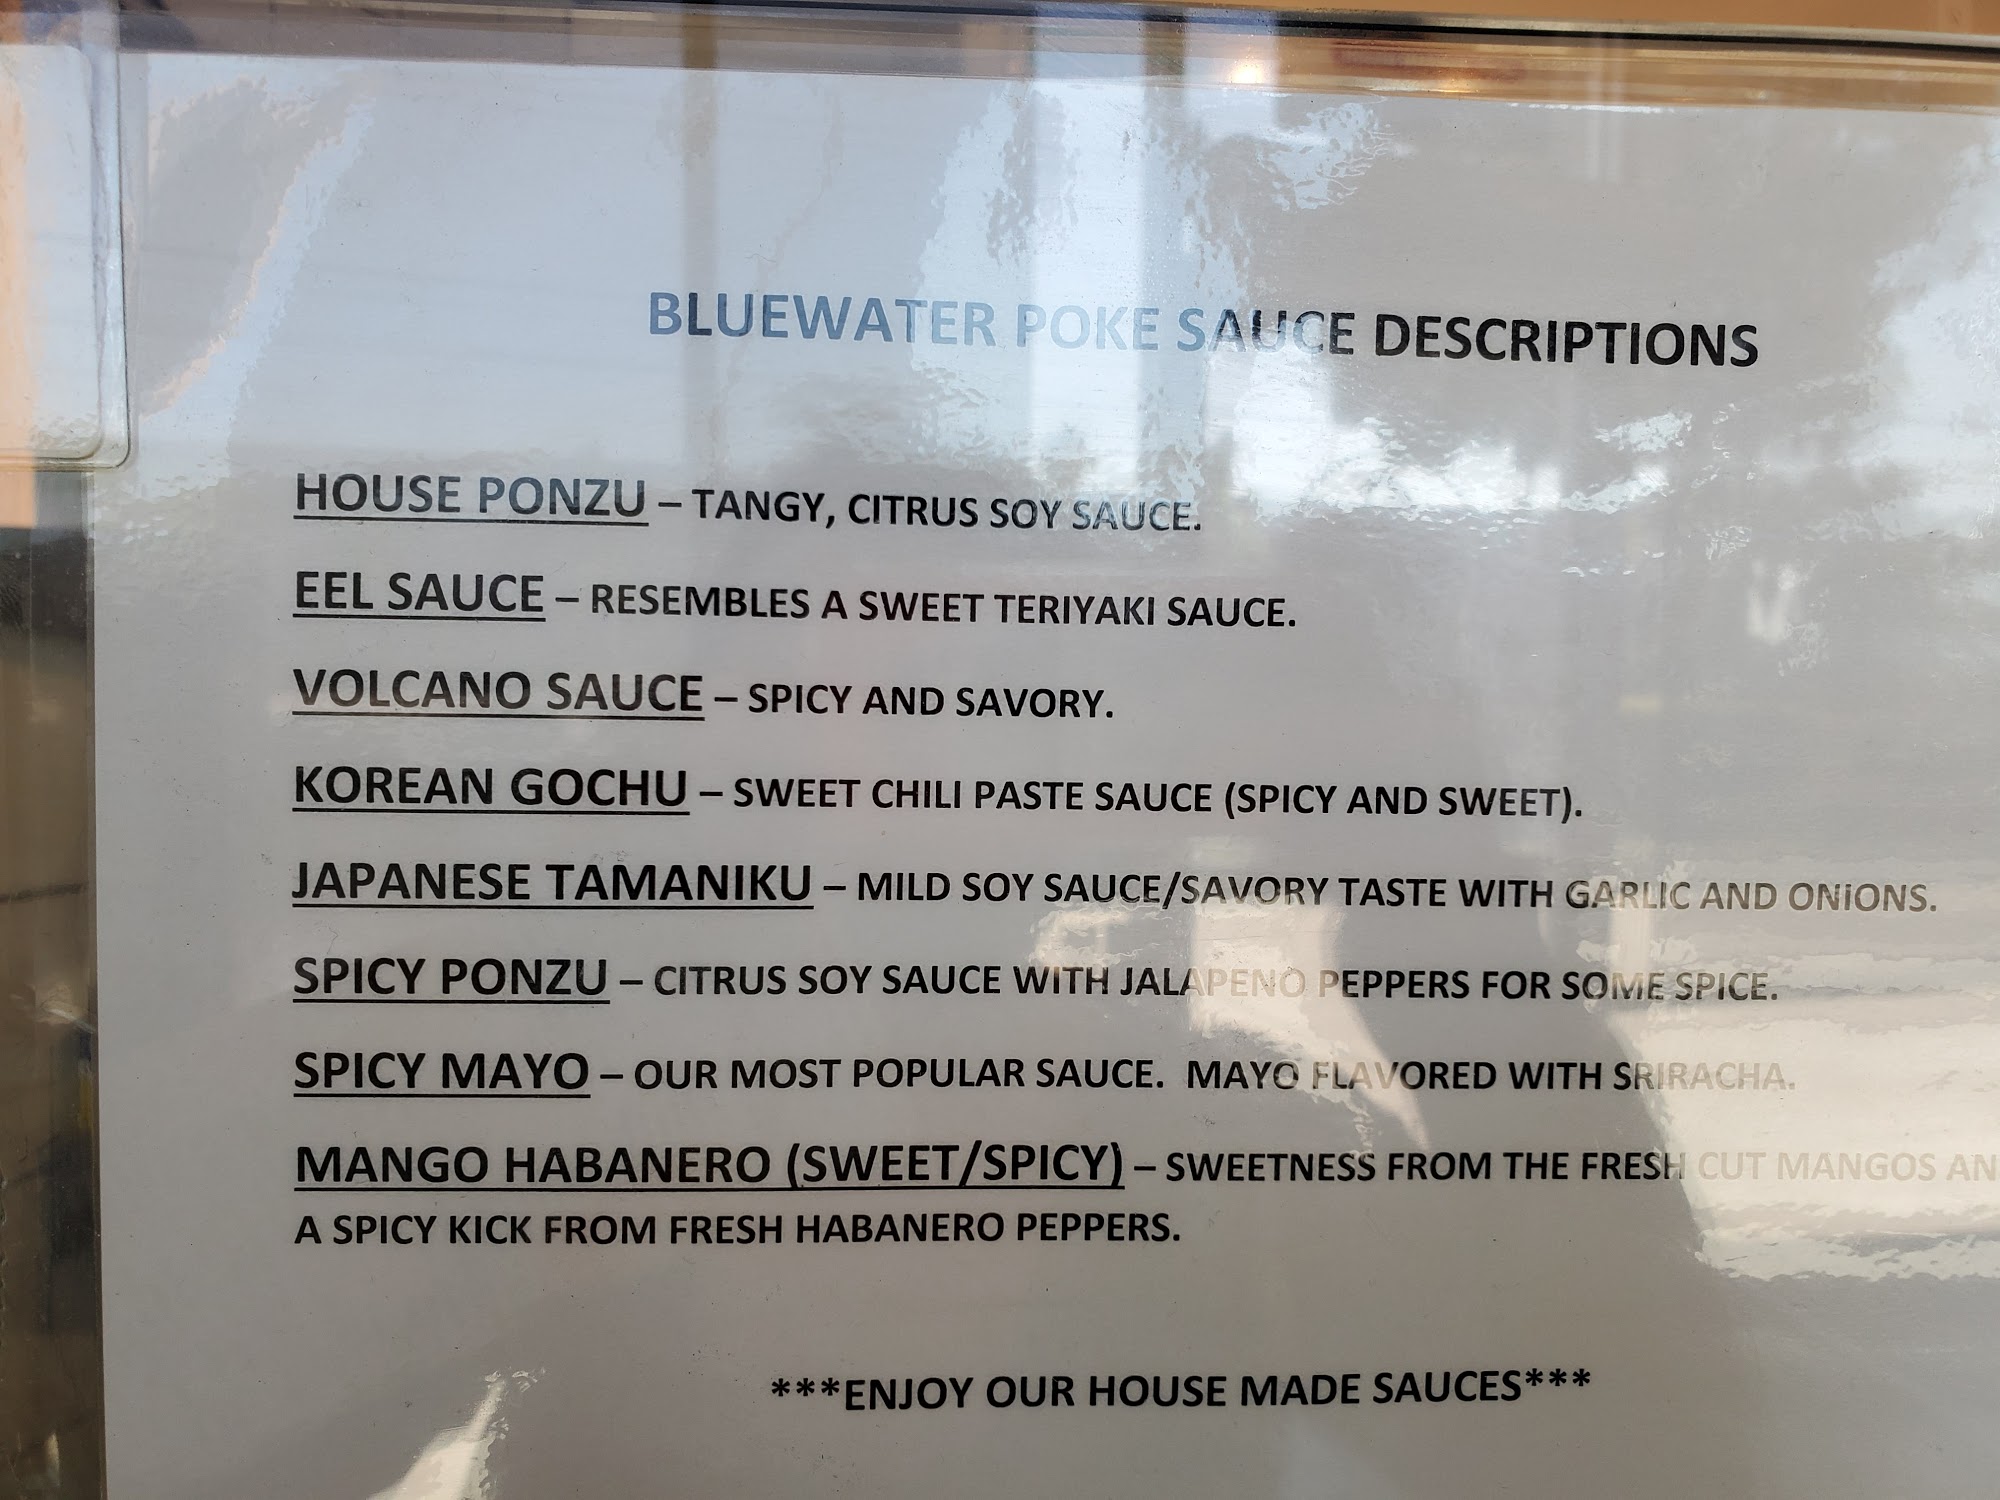 BLUEWATER POKE SAUCE DESCRIPTIONS
HOUSE PONZU – TANGY, CITRUS SOY SAUCE.
EEL SAUCE – RESEMBLES A SWEET TERIYAKI SAUCE.
VOLCANO SAUCE – SPICY AND SAVORY.
KOREAN GOCHU – SWEET CHILI PASTE SAUCE (SPICY AND SWEET).
JAPANESE TAMANIKU – MILD SOY SAUCE/SAVORY TASTE WITH GARLIC AND ONIONS.
SPICY PONZU – CITRUS SOY SAUCE WITH JALAPENO PEPPERS FOR SOME SPICE.
SPICY MAYO – OUR MOST POPULAR SAUCE. MAYO FLAVORED WITH SRIRACHA.
MANGO HABANERO (SWEET/SPICY) – SWEETNESS FROM THE FRESH CUT MANGOS
A SPICY KICK FROM FRESH HABANERO PEPPERS.
***ENJOY OUR HOUSE MADE SAUCES***